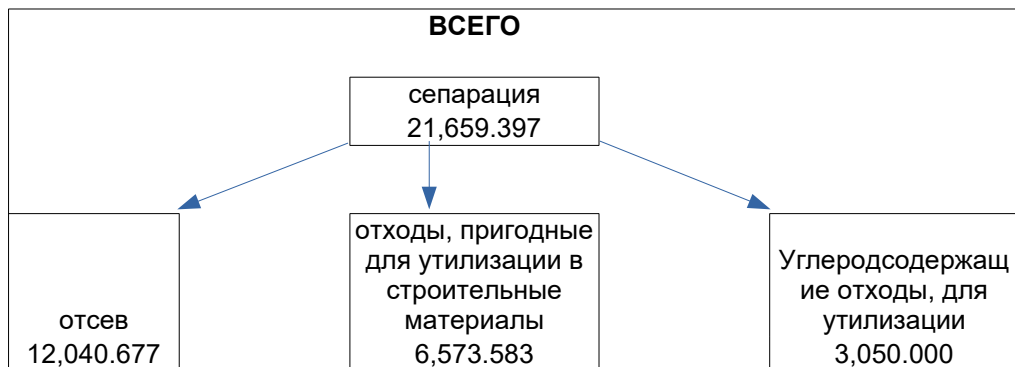 ВСЕГО
сепарация
21,659.397
отсев
12,040.677
отходы, пригодные
для утилизации в
строительные
материалы
6,573.583
Углеродсодержащ
ие отходы, для
утилизации
3,050.000